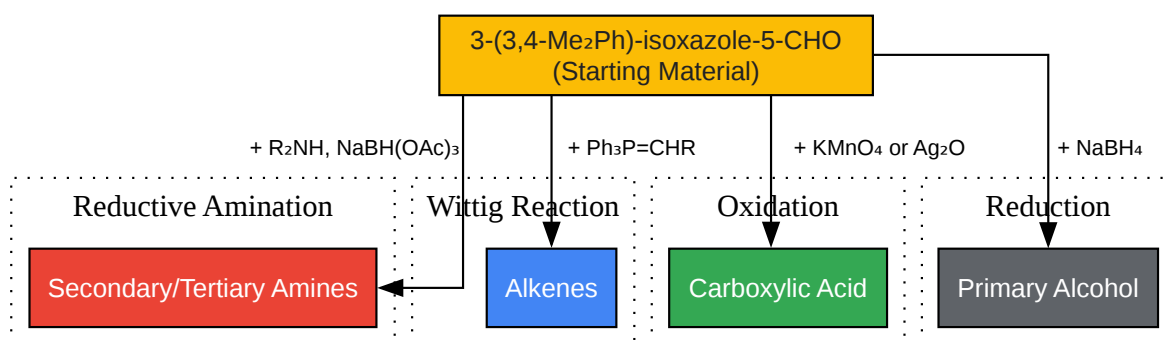 3-(3,4-Me₂Ph)-isoxazole-5-CHO
(Starting Material)
+ R₂NH, NaBH(OAc)₃
+ Ph₃P=CHR
+ KMnO₄ or Ag₂O
+ NaBH₄
Reductive Amination
Wittig Reaction
Oxidation
Reduction
Secondary/Tertiary Amines
Alkenes
Carboxylic Acid
Primary Alcohol